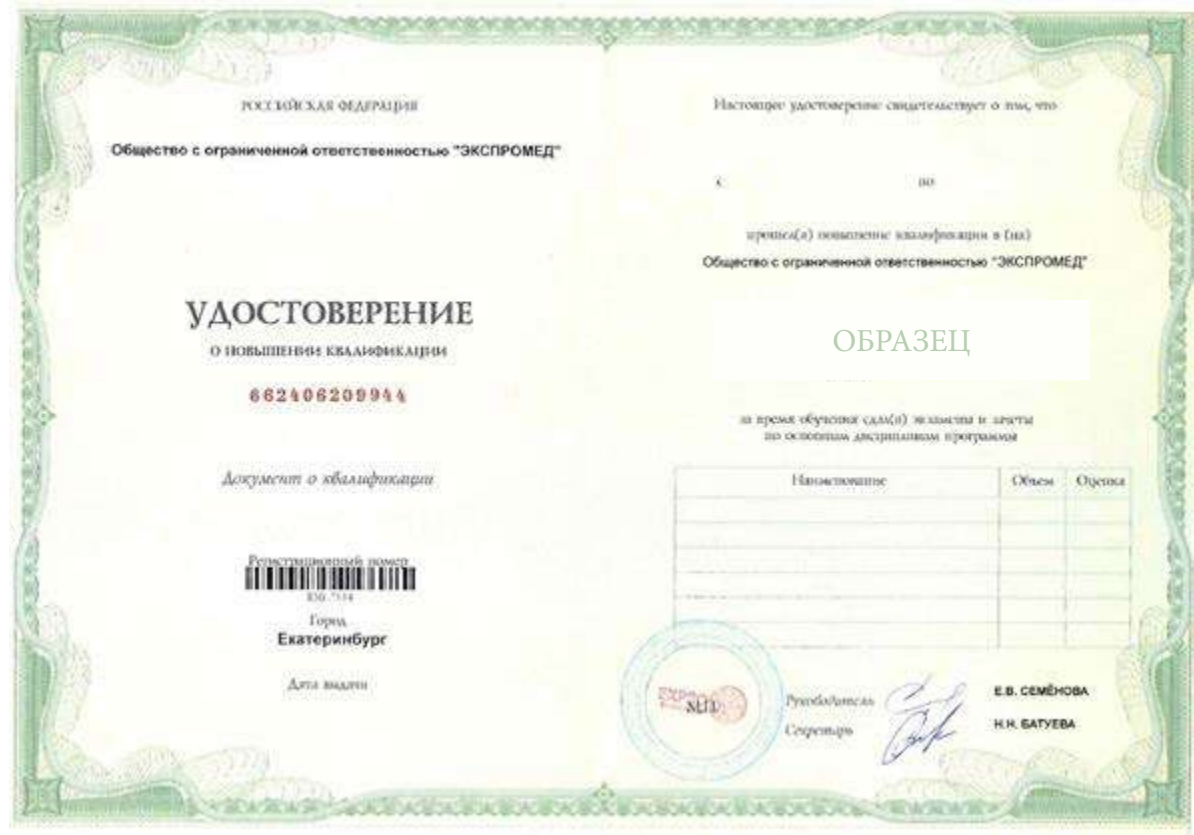 РОССИЙСКАЯ ФЕДЕРАЦИЯ
Общество с ограниченной ответственностью "ЭКСПРОМЕД"
УДОСТОВЕРЕНИЕ
О ПОВЫШЕНИИ КВАЛИФИКАЦИИ
662406209944
Документ о квалификации
Регистрационный номер
Город
Екатеринбург
Дата выдачи
Настоящее удостоверение свидетельствует о том, что
с по
прошел(а) повышение квалификации в (на)
Общество с ограниченной ответственностью "ЭКСПРОМЕД"
ОБРАЗЕЦ
за время обучения сдал(а) экзамены и зачеты
по основным дисциплинам программы
Наименование Объем Оценка
М.П.
Руководитель Е.В. СЕМЁНОВА
Секретарь Н.Н. БАТУЕВА